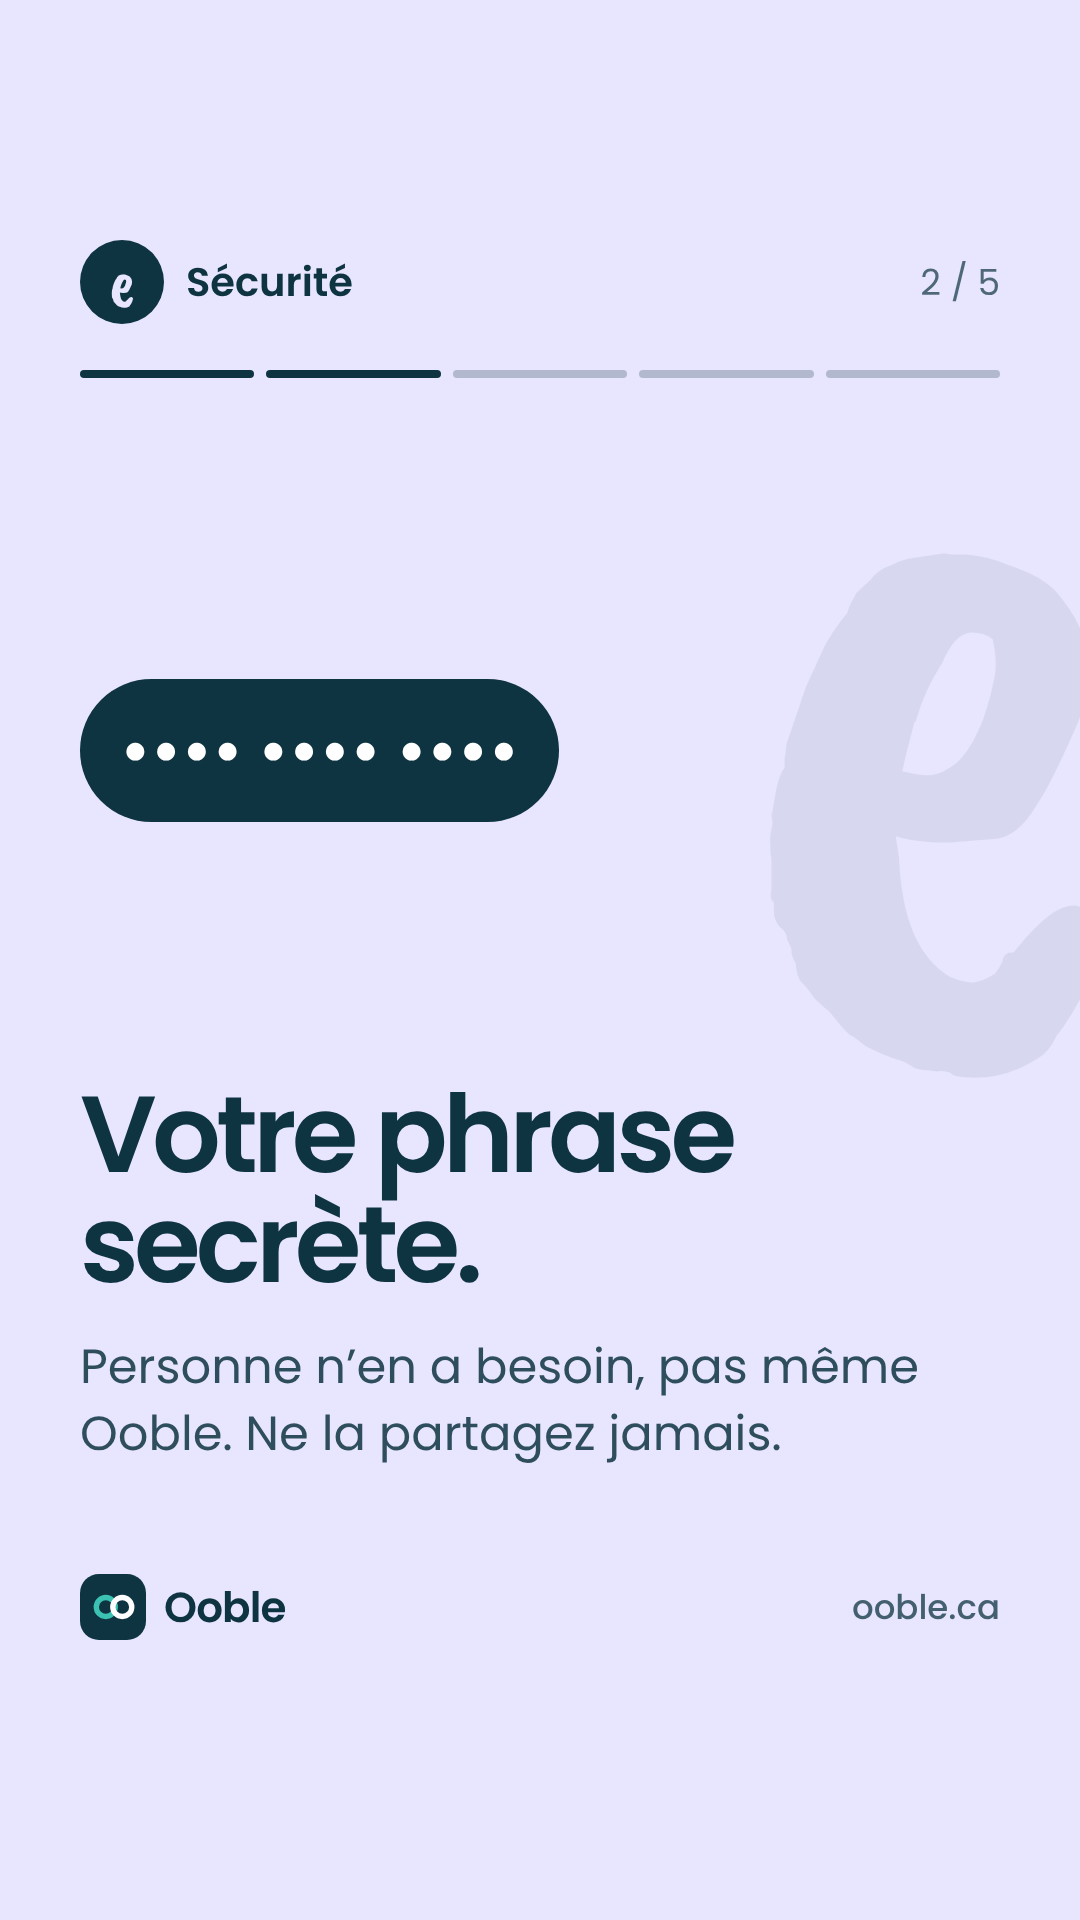 e Sécurité
2 / 5
e
•••• •••• ••••
Votre phrase
secrète.
Personne n’en a besoin, pas même
Ooble. Ne la partagez jamais.
Ooble
ooble.ca